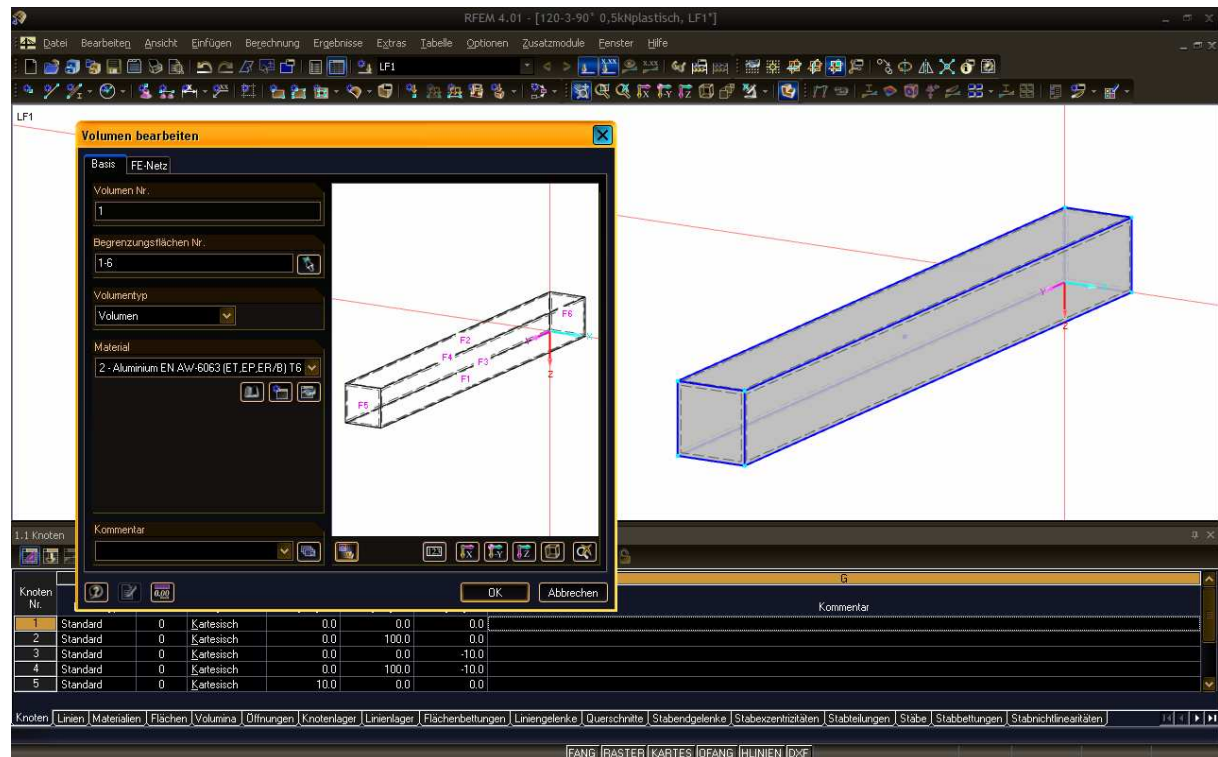 RFEM 4.01 - [120-3-90° 0,5kNplastisch, LF1*]
Datei Bearbeiten Ansicht Einfügen Berechnung Ergebnisse Extras Tabelle Optionen Zusatzmodule Fenster Hilfe
LF1
LF1
Volumen bearbeiten
Basis FE-Netz
Volumen Nr.
1
Begrenzungsflächen Nr.
1-6
Volumentyp
Volumen
Material
2 - Aluminium EN AW-6063 (ET,EP,ER/B) T6
Kommentar
F6
F2
F4 F3
F1
F5
X
Z
Y
Z
OK Abbrechen
1.1 Knoten
G
Knoten
Nr.
Kommentar
1 Standard 0 Kartesisch 0.0 0.0 0.0
2 Standard 0 Kartesisch 0.0 100.0 0.0
3 Standard 0 Kartesisch 0.0 0.0 -10.0
4 Standard 0 Kartesisch 0.0 100.0 -10.0
5 Standard 0 Kartesisch 10.0 0.0 0.0
Knoten Linien Materialien Flächen Volumina Öffnungen Knotenlager Linienlager Flächenbettungen Liniengelenke Querschnitte Stabendgelenke Stabexzentrizitäten Stabteilungen Stäbe Stabbettungen Stabnichtlinearitäten
FANG RASTER KARTES OFANG HLINIEN DXF